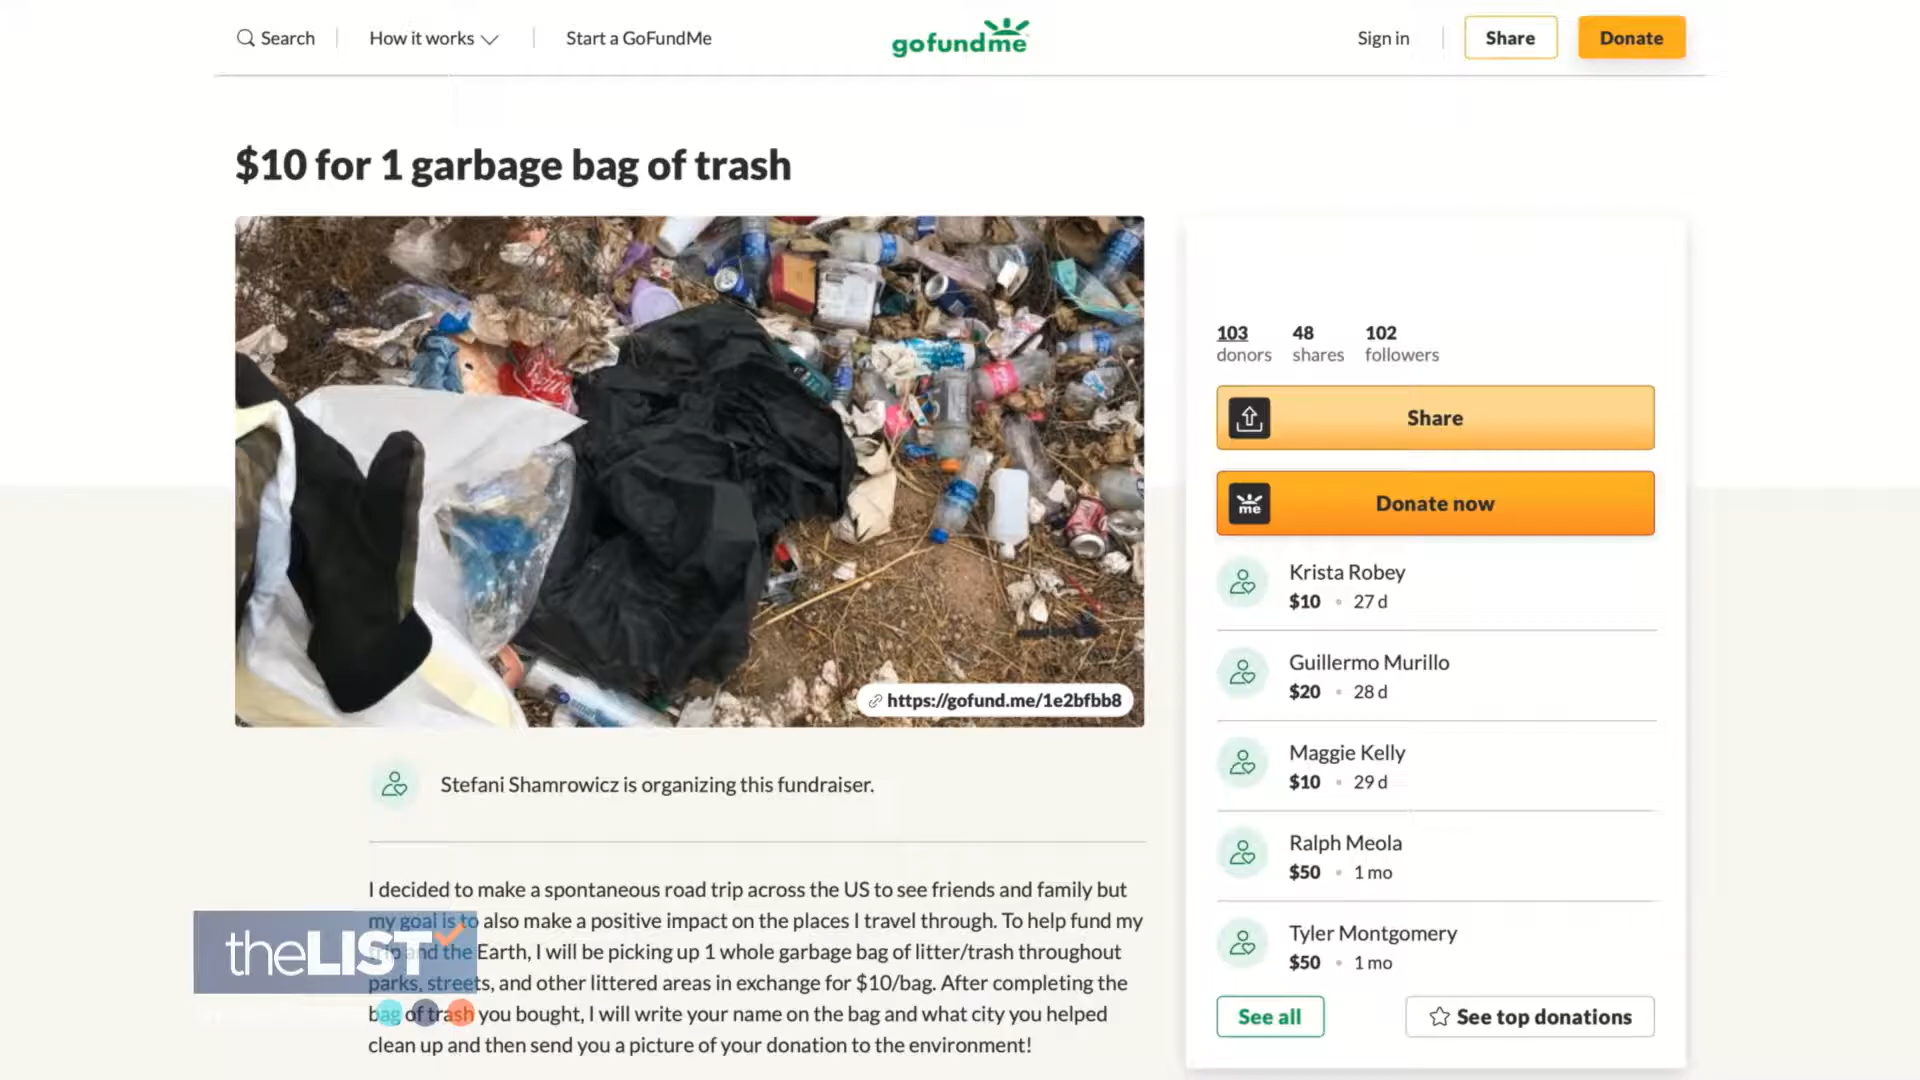 Search
How it works
Start a GoFundMe
gofundme
Sign in
Share
Donate
$10 for 1 garbage bag of trash
https://gofund.me/1e2bfbb8
103 donors
48 shares
102 followers
Share
me
Donate now
Krista Robey
$10 • 27 d
Guillermo Murillo
$20 • 28 d
Maggie Kelly
$10 • 29 d
Ralph Meola
$50 • 1 mo
Tyler Montgomery
$50 • 1 mo
See all
See top donations
Stefani Shamrowicz is organizing this fundraiser.
I decided to make a spontaneous road trip across the US to see friends and family but
my goal is to also make a positive impact on the places I travel through. To help fund my
trip and the Earth, I will be picking up 1 whole garbage bag of litter/trash throughout
parks, streets, and other littered areas in exchange for $10/bag. After completing the
bag of trash you bought, I will write your name on the bag and what city you helped
clean up and then send you a picture of your donation to the environment!
theLIST